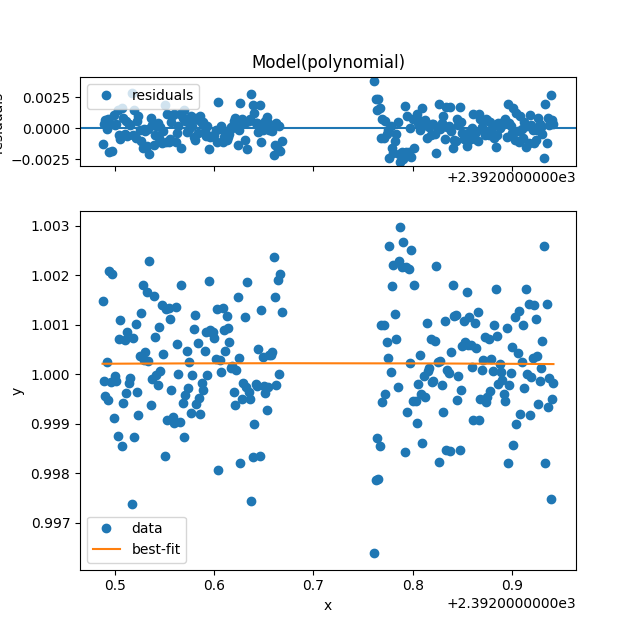 Model(polynomial)
residuals
0.0025
0.0000
−0.0025
residuals
+2.3920000000e3
1.003
1.002
1.001
1.000
0.999
0.998
0.997
y
data
best-fit
0.5 0.6 0.7 0.8 0.9
x
+2.3920000000e3